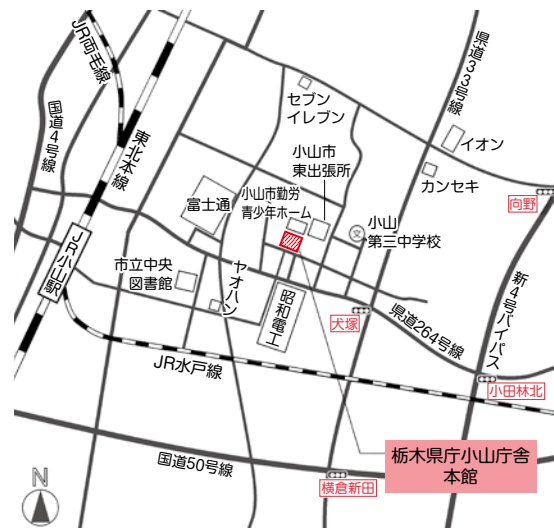 JR両毛線
国道4号線
東北本線
県道33号線
セブン
イレブン
イオン
カンセキ
小山市
東出張所
小山市勤労
青少年ホーム
富士通
小山
第三中学校
文
向野
新4号バイパス
JR小山駅
市立中央
図書館
ヤオハン
昭和電工
犬塚
県道264号線
JR水戸線
小田林北
国道50号線
横倉新田
栃木県庁小山庁舎
本館
N